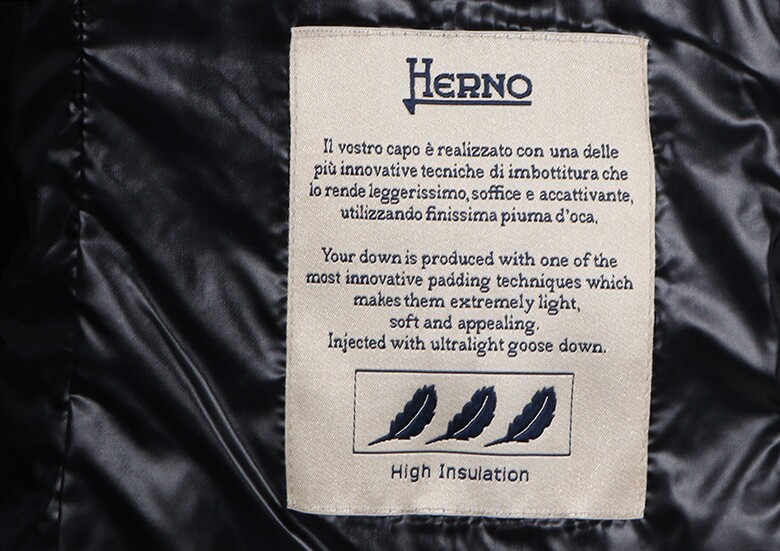 HERNO
Il vostro capo è realizzato con una delle
più innovative tecniche di imbottitura che
lo rende leggerissimo, soffice e accattivante,
utilizzando finissima piuma d'oca.
Your down is produced with one of the
most innovative padding techniques which
makes them extremely light,
soft and appealing.
Injected with ultralight goose down.
High Insulation